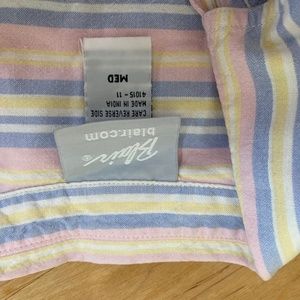 MED
41015 - 11
MADE IN INDIA
CARE REVERSE SIDE
Blair®
blair.com